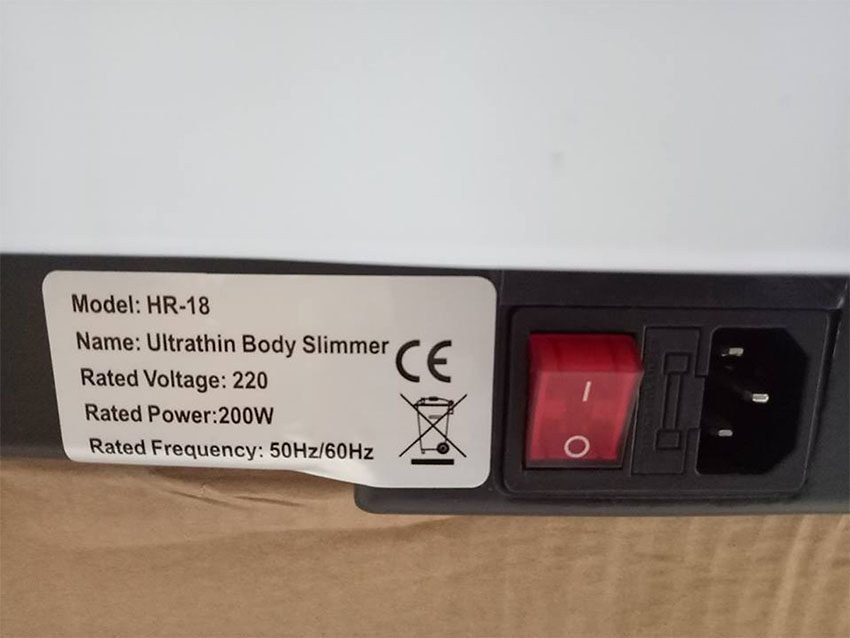 Model: HR-18
Name: Ultrathin Body Slimmer
Rated Voltage: 220
Rated Power:200W
Rated Frequency: 50Hz/60Hz
CE
I
O